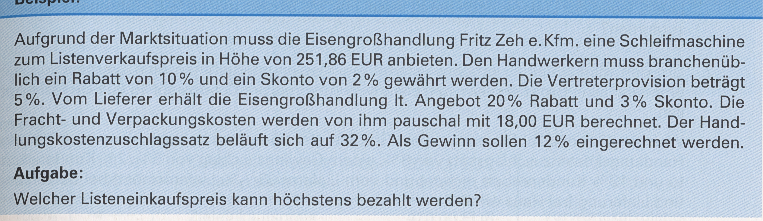 Aufgrund der Marktsituation muss die Eisengroßhandlung Fritz Zeh e. Kfm. eine Schleifmaschine
zum Listenverkaufspreis in Höhe von 251,86 EUR anbieten. Den Handwerkern muss branchenüb-
lich ein Rabatt von 10 % und ein Skonto von 2 % gewährt werden. Die Vertreterprovision beträgt
5 %. Vom Lieferer erhält die Eisengroßhandlung lt. Angebot 20 % Rabatt und 3 % Skonto. Die
Fracht- und Verpackungskosten werden von ihm pauschal mit 18,00 EUR berechnet. Der Hand-
lungskostenzuschlagssatz beläuft sich auf 32 %. Als Gewinn sollen 12 % eingerechnet werden.
Aufgabe:
Welcher Listeneinkaufspreis kann höchstens bezahlt werden?